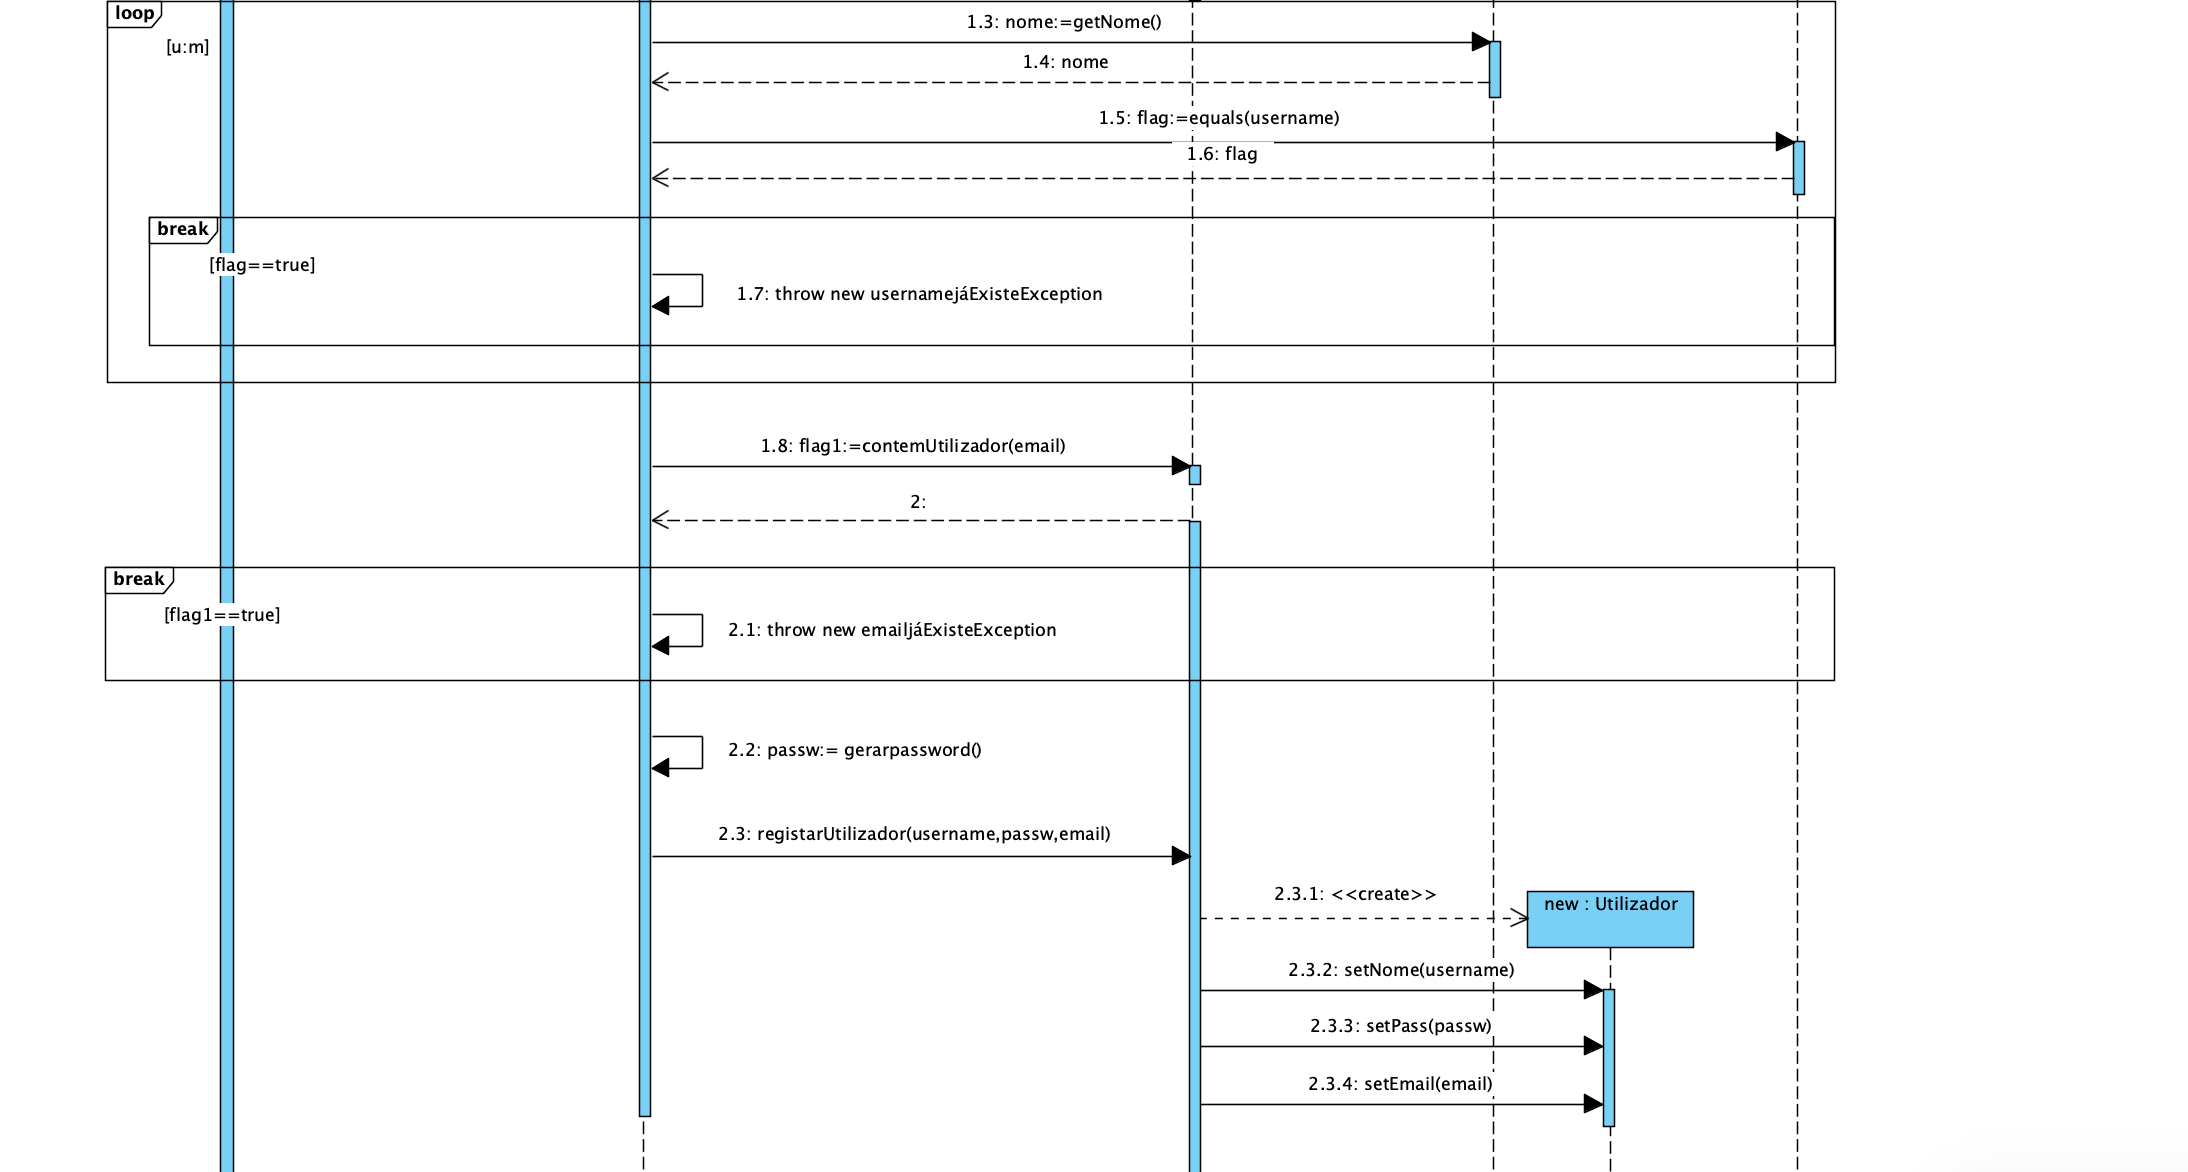 loop
1.3: nome:=getNome()
[u:m]
1.4: nome
1.5: flag:=equals(username)
1.6: flag
break
[flag==true]
1.7: throw new usernamejáExisteException
1.8: flag1:=contemUtilizador(email)
2:
break
[flag1==true]
2.1: throw new emailjáExisteException
2.2: passw:= gerarpassword()
2.3: registarUtilizador(username,passw,email)
2.3.1: <<create>>
new : Utilizador
2.3.2: setNome(username)
2.3.3: setPass(passw)
2.3.4: setEmail(email)